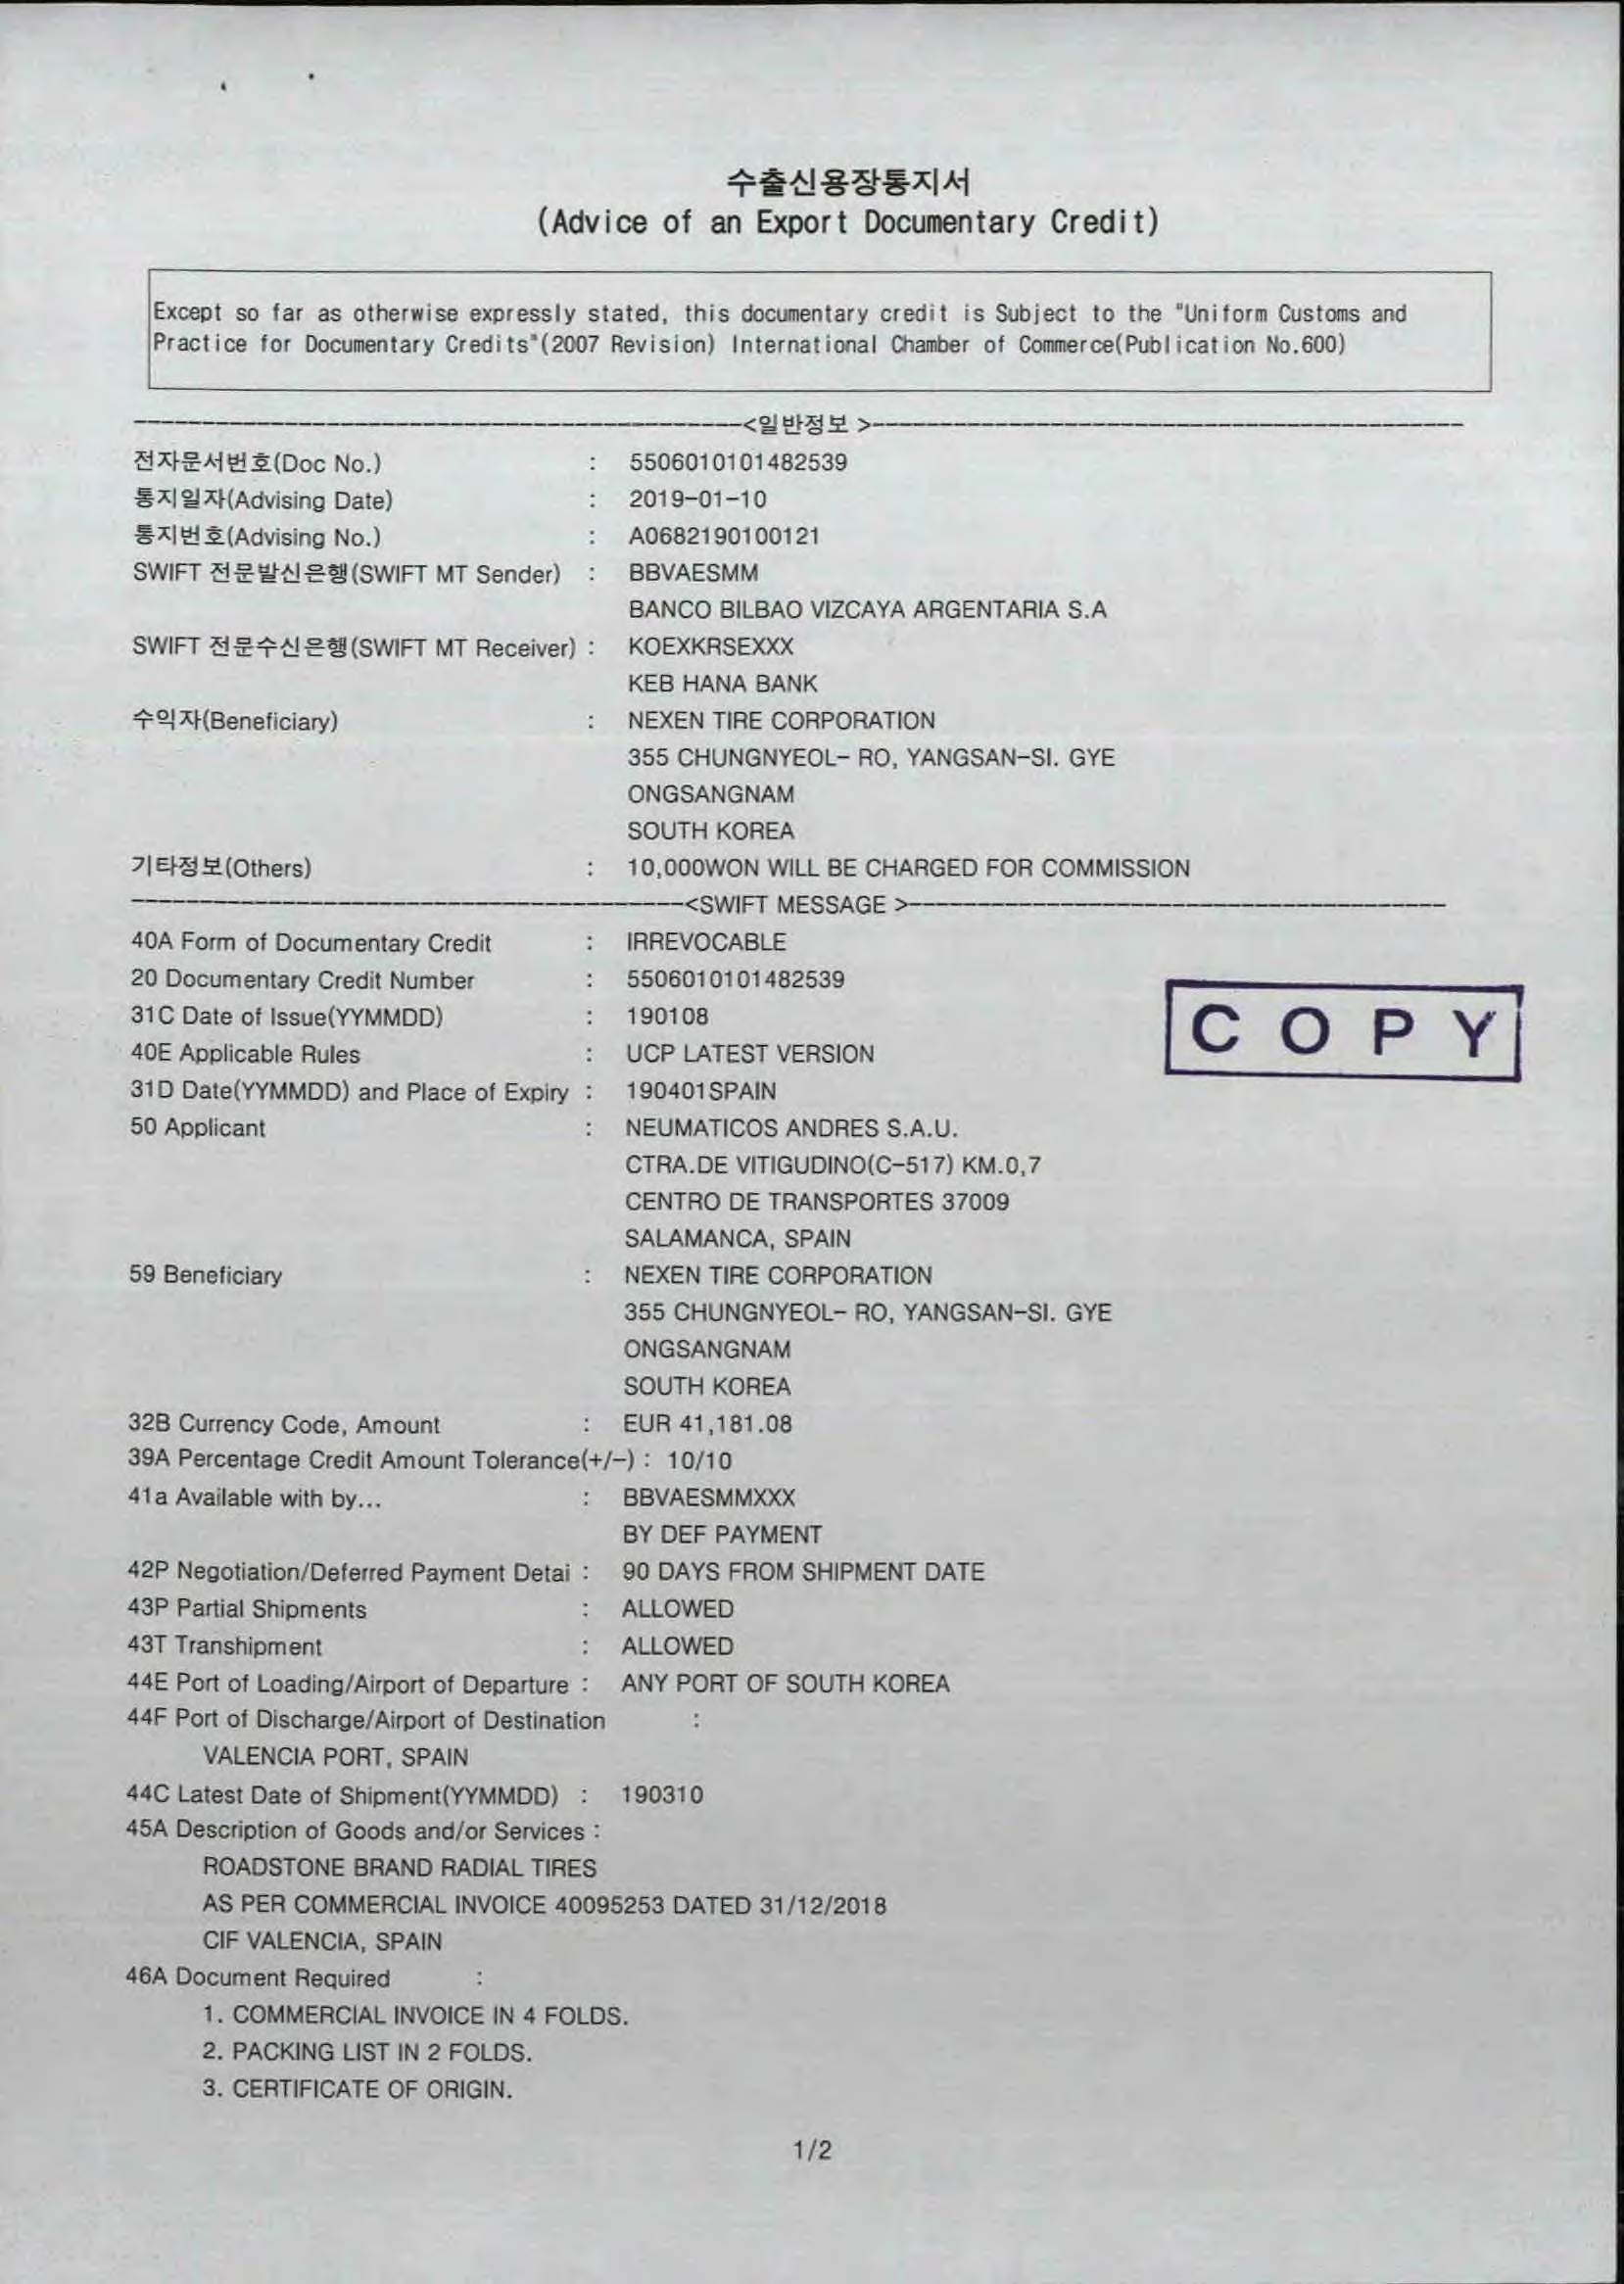 수출신용장통지서
(Advice of an Export Documentary Credit)
Except so far as otherwise expressly stated, this documentary credit is Subject to the "Uniform Customs and
Practice for Documentary Credits"(2007 Revision) International Chamber of Commerce(Publication No.600)
<일반정보 >
전자문서번호(Doc No.) : 5506010101482539
통지일자(Advising Date) : 2019-01-10
통지번호(Advising No.) : A0682190100121
SWIFT 전문발신은행(SWIFT MT Sender) : BBVAESMM
BANCO BILBAO VIZCAYA ARGENTARIA S.A
SWIFT 전문수신은행(SWIFT MT Receiver) : KOEXKRSEXXX
KEB HANA BANK
수익자(Beneficiary) : NEXEN TIRE CORPORATION
355 CHUNGNYEOL- RO, YANGSAN-SI. GYE
ONGSANGNAM
SOUTH KOREA
기타정보(Others) : 10,000WON WILL BE CHARGED FOR COMMISSION
<SWIFT MESSAGE >
40A Form of Documentary Credit : IRREVOCABLE
20 Documentary Credit Number : 5506010101482539
31C Date of Issue(YYMMDD) : 190108
COPY
40E Applicable Rules : UCP LATEST VERSION
31D Date(YYMMDD) and Place of Expiry : 190401SPAIN
50 Applicant : NEUMATICOS ANDRES S.A.U.
CTRA.DE VITIGUDINO(C-517) KM.0,7
CENTRO DE TRANSPORTES 37009
SALAMANCA, SPAIN
59 Beneficiary : NEXEN TIRE CORPORATION
355 CHUNGNYEOL- RO, YANGSAN-SI. GYE
ONGSANGNAM
SOUTH KOREA
32B Currency Code, Amount : EUR 41,181.08
39A Percentage Credit Amount Tolerance(+/-) : 10/10
41a Available with by... : BBVAESMMXXX
BY DEF PAYMENT
42P Negotiation/Deferred Payment Detai : 90 DAYS FROM SHIPMENT DATE
43P Partial Shipments : ALLOWED
43T Transhipment : ALLOWED
44E Port of Loading/Airport of Departure : ANY PORT OF SOUTH KOREA
44F Port of Discharge/Airport of Destination :
VALENCIA PORT, SPAIN
44C Latest Date of Shipment(YYMMDD) : 190310
45A Description of Goods and/or Services :
ROADSTONE BRAND RADIAL TIRES
AS PER COMMERCIAL INVOICE 40095253 DATED 31/12/2018
CIF VALENCIA, SPAIN
46A Document Required :
1. COMMERCIAL INVOICE IN 4 FOLDS.
2. PACKING LIST IN 2 FOLDS.
3. CERTIFICATE OF ORIGIN.
1/2